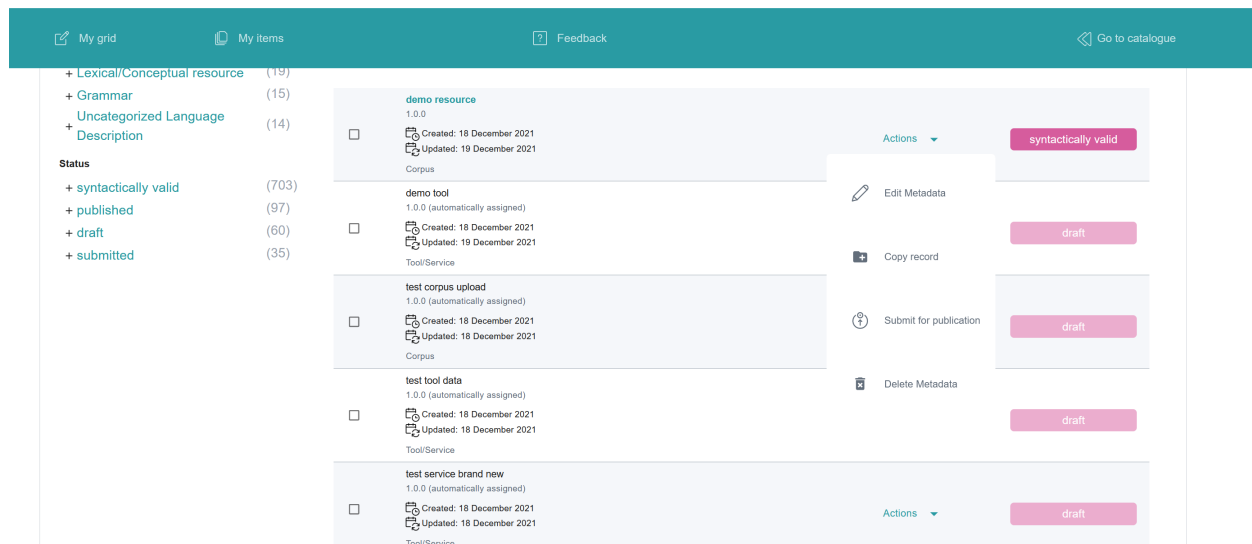 My grid
My items
Feedback
Go to catalogue
+ Lexical/Conceptual resource (19)
+ Grammar (15)
+ Uncategorized Language
Description (14)
Status
+ syntactically valid (703)
+ published (97)
+ draft (60)
+ submitted (35)
demo resource
1.0.0
Created: 18 December 2021
Updated: 19 December 2021
Corpus
Actions
syntactically valid
Edit Metadata
Copy record
Submit for publication
Delete Metadata
demo tool
1.0.0 (automatically assigned)
Created: 18 December 2021
Updated: 19 December 2021
Tool/Service
draft
test corpus upload
1.0.0 (automatically assigned)
Created: 18 December 2021
Updated: 18 December 2021
Corpus
draft
test tool data
1.0.0 (automatically assigned)
Created: 18 December 2021
Updated: 18 December 2021
Tool/Service
draft
test service brand new
1.0.0 (automatically assigned)
Created: 18 December 2021
Updated: 18 December 2021
Tool/Service
Actions
draft